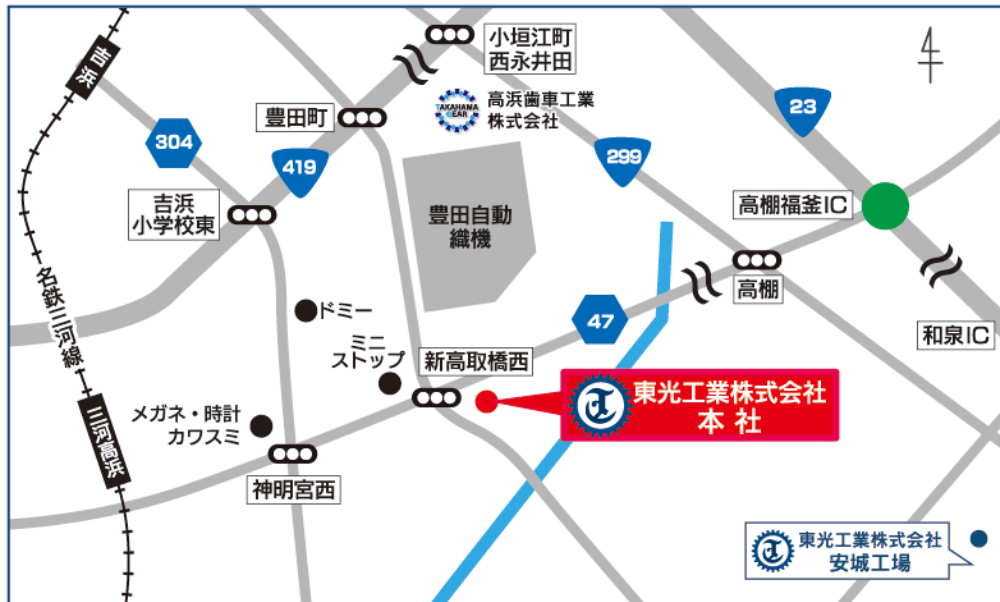 吉浜
小垣江町
西永井田
豊田町
TAKAHAMA
GEAR
高浜歯車工業
株式会社
23
304
419
299
吉浜
小学校東
豊田自動
織機
高棚福釜IC
高棚
名鉄三河線
ドミー
47
和泉IC
ミニ
ストップ
新高取橋西
東光工業株式会社
本社
メガネ・時計
カワスミ
三河高浜
神明宮西
東光工業株式会社
安城工場